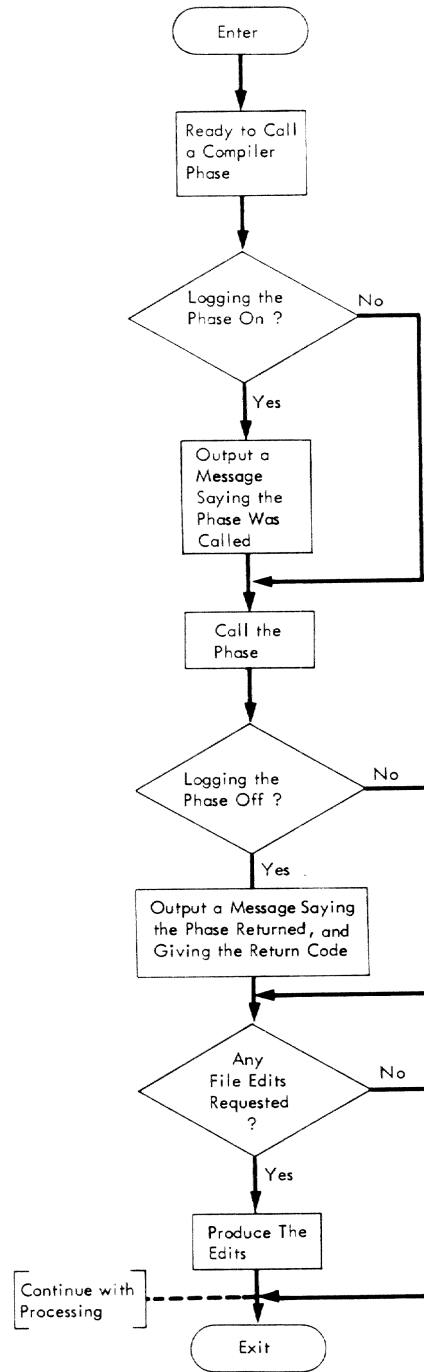 Enter
Ready to Call
a Compiler
Phase
Logging the
Phase On ?
No
Yes
Output a
Message
Saying the
Phase Was
Called
Call the
Phase
Logging the
Phase Off ?
No
Yes
Output a Message Saying
the Phase Returned, and
Giving the Return Code
Any
File Edits
Requested
?
No
Yes
Produce The
Edits
Continue with
Processing
Exit